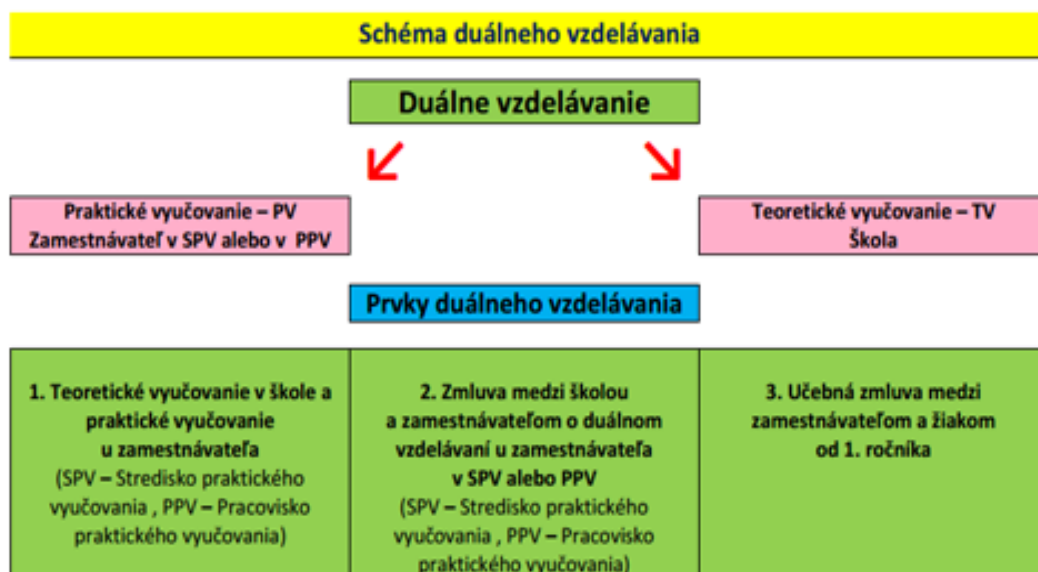 Schéma duálneho vzdelávania
Duálne vzdelávanie
Praktické vyučovanie – PV
Zamestnávateľ v SPV alebo v PPV
Teoretické vyučovanie – TV
Škola
Prvky duálneho vzdelávania
1. Teoretické vyučovanie v škole a
praktické vyučovanie
u zamestnávateľa
(SPV – Stredisko praktického
vyučovania , PPV – Pracovisko
praktického vyučovania)
2. Zmluva medzi školou
a zamestnávateľom o duálnom
vzdelávaní u zamestnávateľa
v SPV alebo PPV
(SPV – Stredisko praktického
vyučovania , PPV – Pracovisko
praktického vyučovania)
3. Učebná zmluva medzi
zamestnávateľom a žiakom
od 1. ročníka